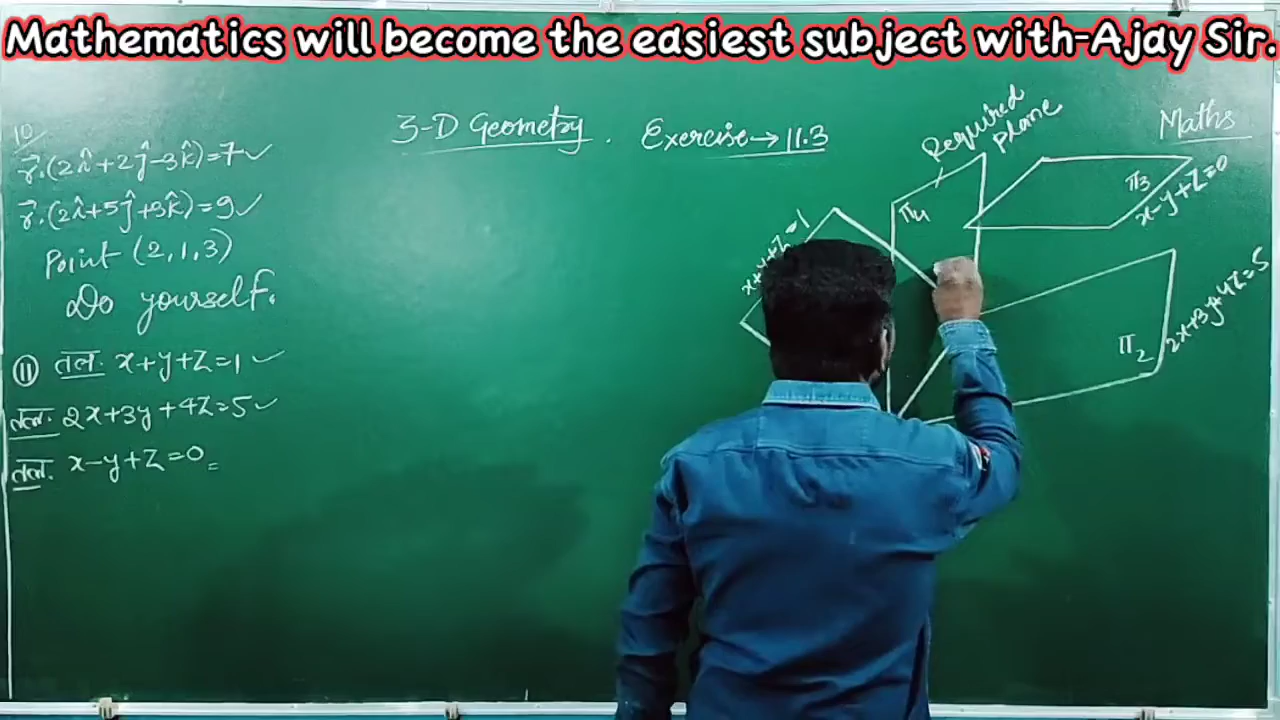 Mathematics will become the easiest subject with-Ajay Sir.
3-D Geometry. Exercise→11.3
Maths
10
r⃗.(2î+2ĵ-3k̂)=7✓
r⃗.(2î+5ĵ+3k̂)=9✓
Point (2,1,3)
Do yourself.
⑪ तल. x+y+z=1 ✓
तल. 2x+3y+4z=5✓
तल. x-y+z=0
Required
plane
π4
π3
x-y+z=0
x+y+z=1
π2
2x+3y+4z=5